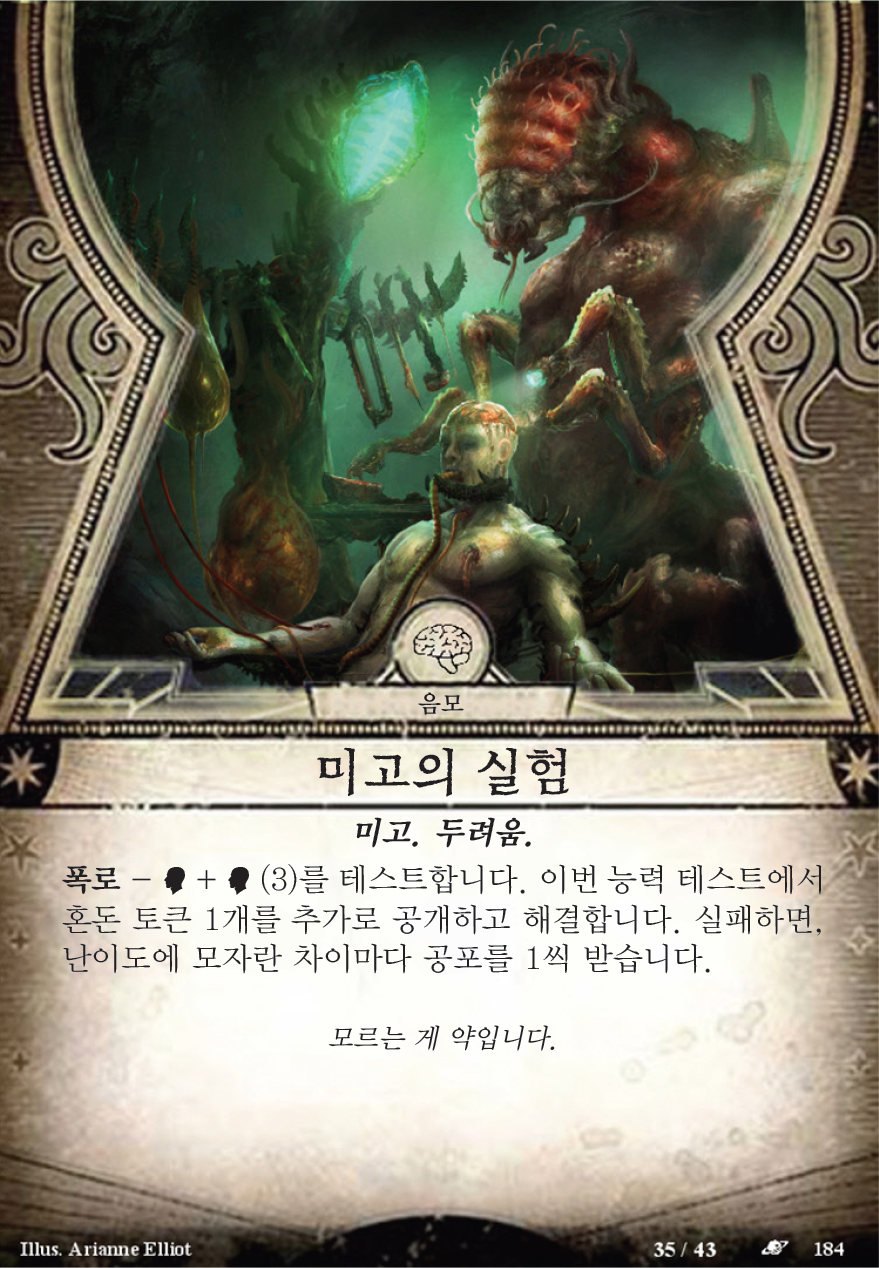 음모
미고의 실험
미고. 두려움.
폭로 – + (3)를 테스트합니다. 이번 능력 테스트에서
혼돈 토큰 1개를 추가로 공개하고 해결합니다. 실패하면,
난이도에 모자란 차이마다 공포를 1씩 받습니다.
모르는 게 약입니다.
Illus. Arianne Elliot
35 / 43
184